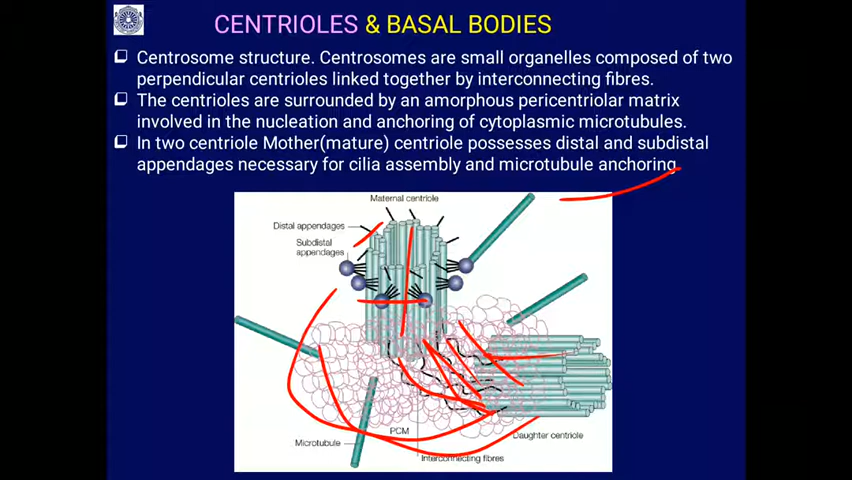 CENTRIOLES & BASAL BODIES
Centrosome structure. Centrosomes are small organelles composed of two
perpendicular centrioles linked together by interconnecting fibres.
The centrioles are surrounded by an amorphous pericentriolar matrix
involved in the nucleation and anchoring of cytoplasmic microtubules.
In two centriole Mother(mature) centriole possesses distal and subdistal
appendages necessary for cilia assembly and microtubule anchoring.
Maternal centriole
Distal appendages
Subdistal
appendages
PCM
Daughter centriole
Microtubule
Interconnecting fibres